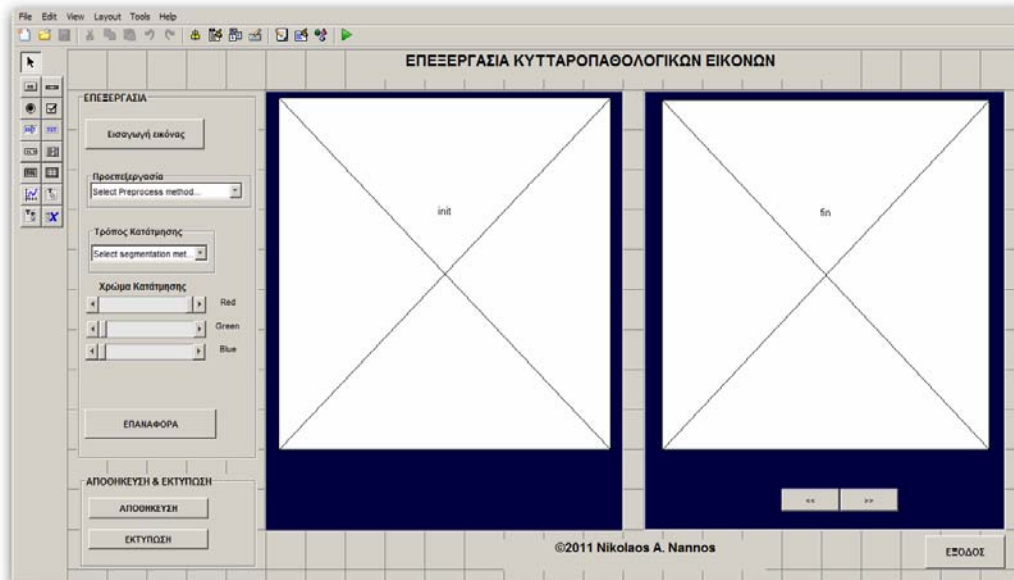 File Edit View Layout Tools Help
ΕΠΕΞΕΡΓΑΣΙΑ ΚΥΤΤΑΡΟΠΑΘΟΛΟΓΙΚΩΝ ΕΙΚΟΝΩΝ
ΕΠΕΞΕΡΓΑΣΙΑ
Εισαγωγή εικόνας
Προεπεξεργασία
Select Preprocess method...
Τρόπος Κατάτμησης
Select segmentation met...
Χρώμα Κατάτμησης
Red
Green
Blue
ΕΠΑΝΑΦΟΡΑ
ΑΠΟΘΗΚΕΥΣΗ & ΕΚΤΥΠΩΣΗ
ΑΠΟΘΗΚΕΥΣΗ
ΕΚΤΥΠΩΣΗ
init
fin
<< >>
©2011 Nikolaos A. Nannos
ΕΞΟΔΟΣ